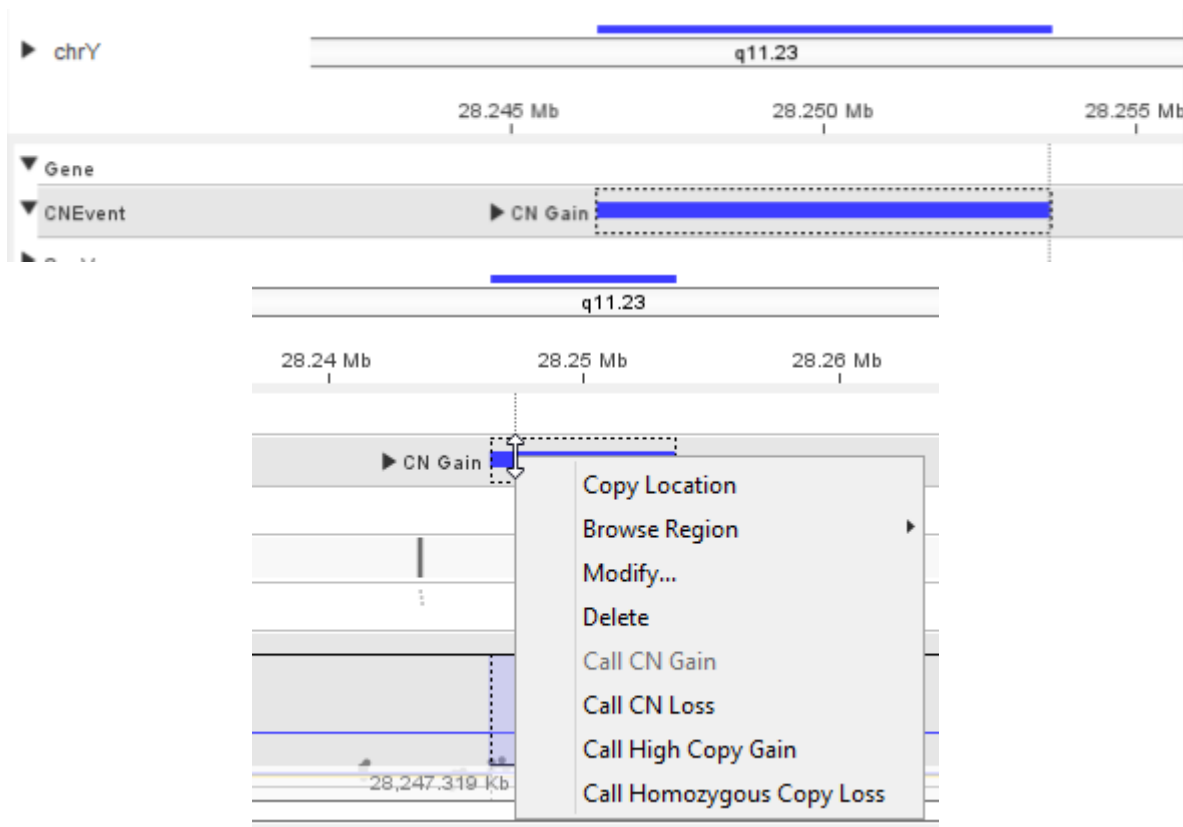 chrY
q11.23
28.245 Mb 28.250 Mb 28.255 Mb
Gene
CNEvent CN Gain
q11.23
28.24 Mb 28.25 Mb 28.26 Mb
CN Gain
Copy Location
Browse Region
Modify...
Delete
Call CN Gain
Call CN Loss
Call High Copy Gain
28,247.319 Kb
Call Homozygous Copy Loss